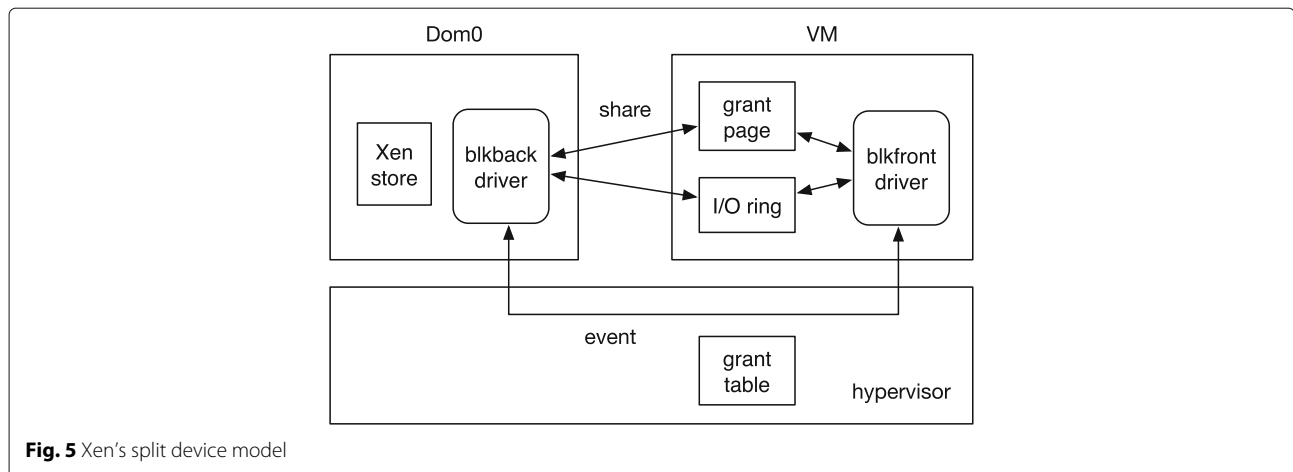 Dom0
VM
share
Xen
store
blkback
driver
grant
page
I/O ring
blkfront
driver
event
grant
table
hypervisor
Fig. 5 Xen’s split device model